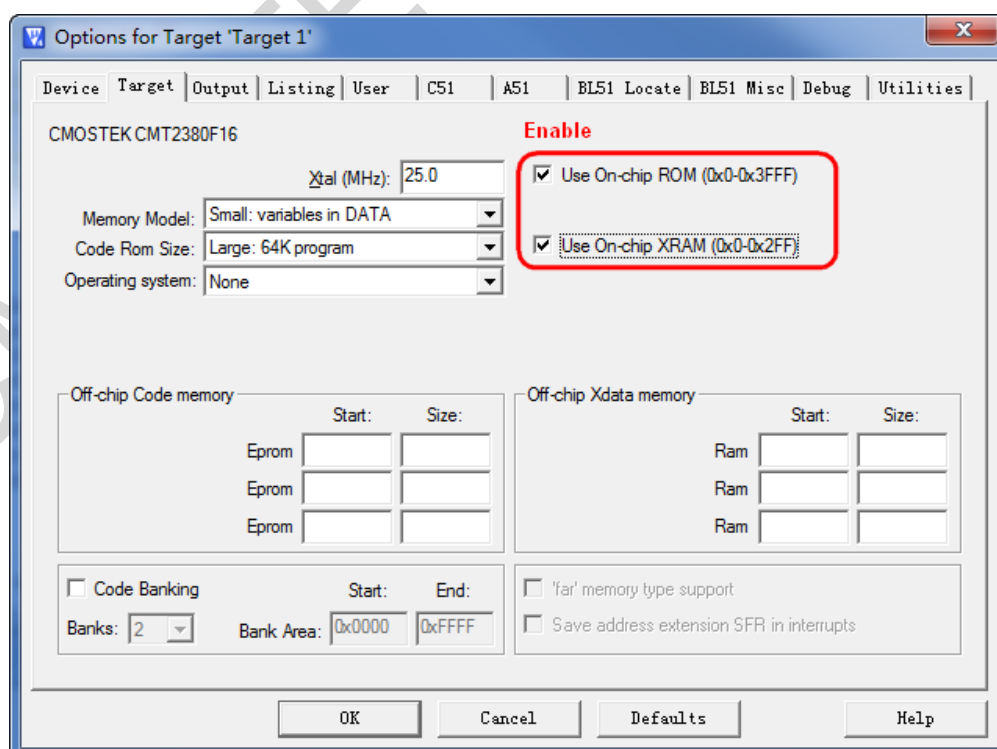 Options for Target 'Target 1'
Device Target Output Listing User C51 A51 BL51 Locate BL51 Misc Debug Utilities
CMOSTEK CMT2380F16
Enable
Xtal (MHz): 25.0
Use On-chip ROM (0x0-0x3FFF)
Memory Model: Small: variables in DATA
Code Rom Size: Large: 64K program
Use On-chip XRAM (0x0-0x2FF)
Operating system: None
Off-chip Code memory
Start: Size:
Eprom
Eprom
Eprom
Off-chip Xdata memory
Start: Size:
Ram
Ram
Ram
Code Banking Start: End:
Banks: 2 Bank Area: 0x0000 0xFFFF
'far' memory type support
Save address extension SFR in interrupts
OK Cancel Defaults Help